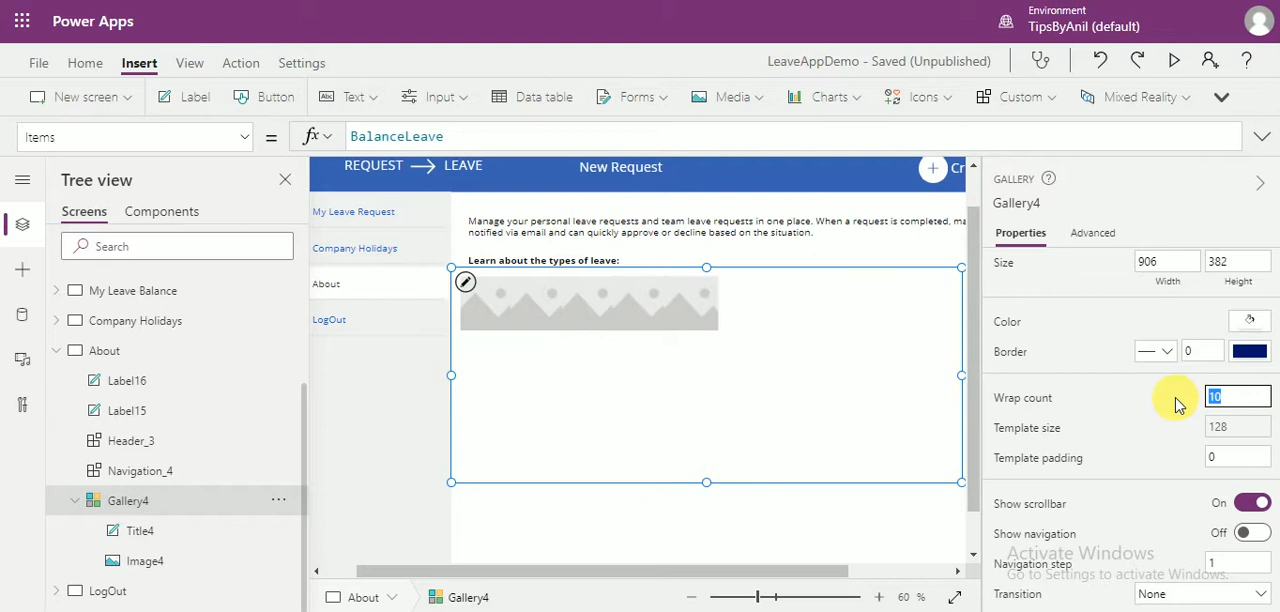 Power Apps
Environment
TipsByAnil (default)
File Home Insert View Action Settings
LeaveAppDemo - Saved (Unpublished)
New screen Label Button Text Input Data table Forms Media Charts Icons Custom Mixed Reality
Items = fx BalanceLeave
Tree view
Screens Components
Search
My Leave Balance
Company Holidays
About
Label16
Label15
Header_3
Navigation_4
Gallery4
Title4
Image4
LogOut
REQUEST → LEAVE New Request + Cr
My Leave Request
Company Holidays
About
LogOut
Manage your personal leave requests and team leave requests in one place. When a request is completed, ma
notified via email and can quickly approve or decline based on the situation.
Learn about the types of leave:
About Gallery4 − + 60 %
GALLERY
Gallery4
Properties Advanced
Size 906 382
Width Height
Color
Border 0
Wrap count 10
Template size 128
Template padding 0
Show scrollbar On
Show navigation Off
Navigation step 1
Transition None
Activate Windows
Go to Settings to activate Windows.